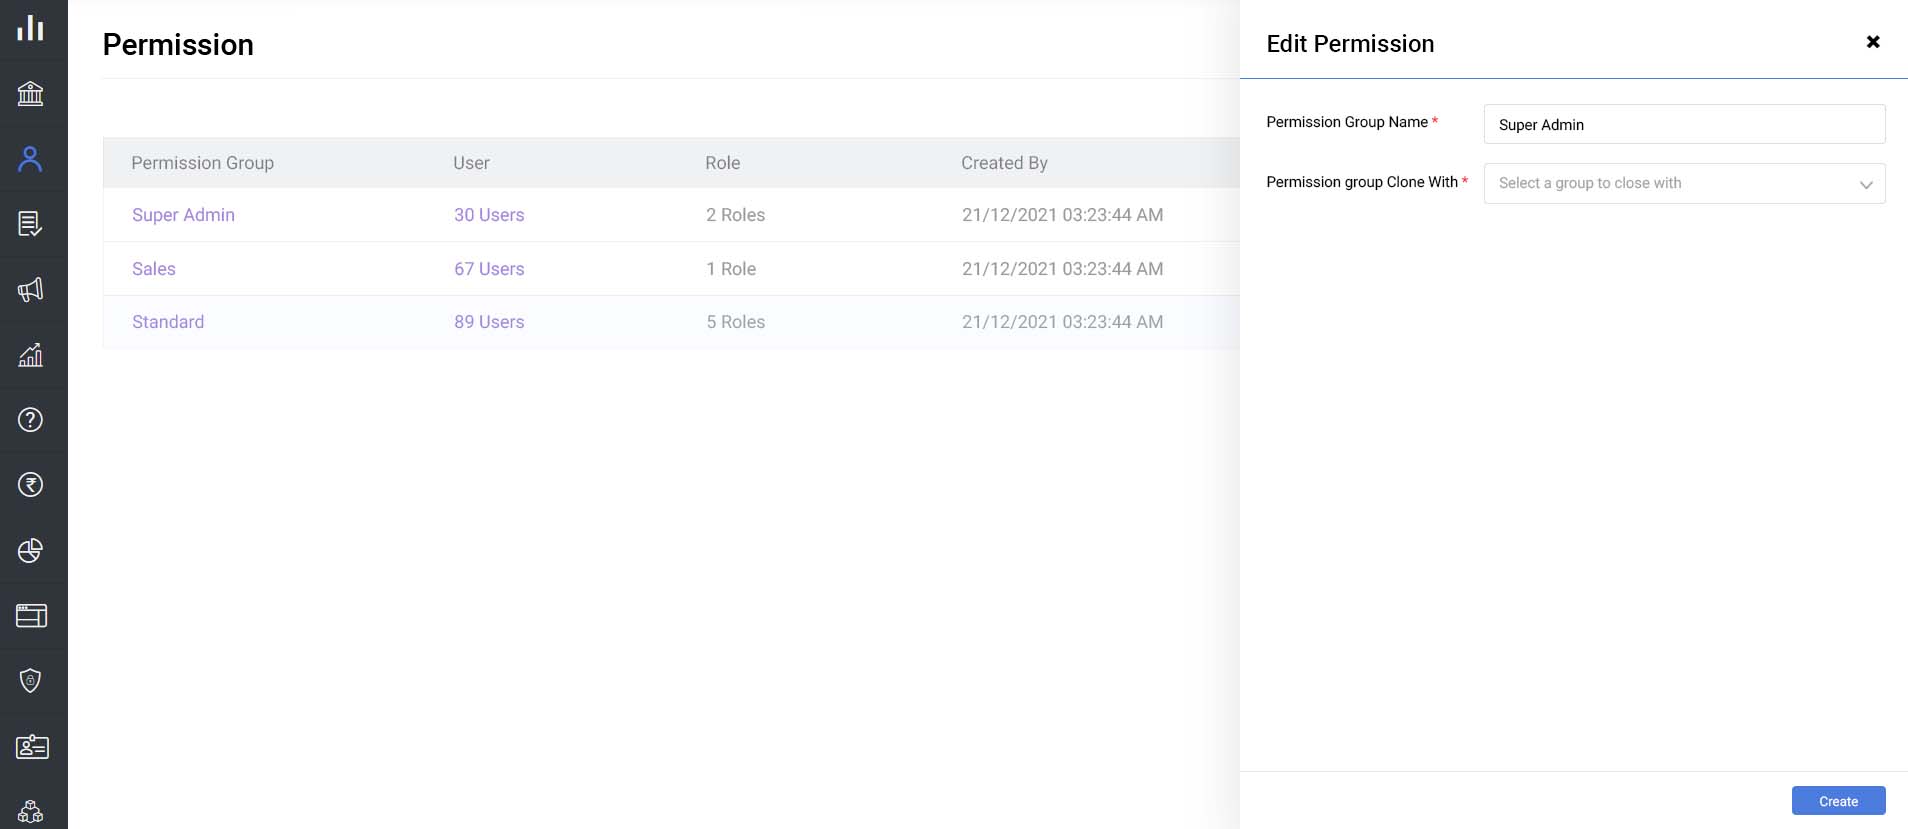 Permission
Permission Group User Role Created By
Super Admin 30 Users 2 Roles 21/12/2021 03:23:44 AM
Sales 67 Users 1 Role 21/12/2021 03:23:44 AM
Standard 89 Users 5 Roles 21/12/2021 03:23:44 AM
Edit Permission
Permission Group Name * Super Admin
Permission group Clone With * Select a group to close with
Create